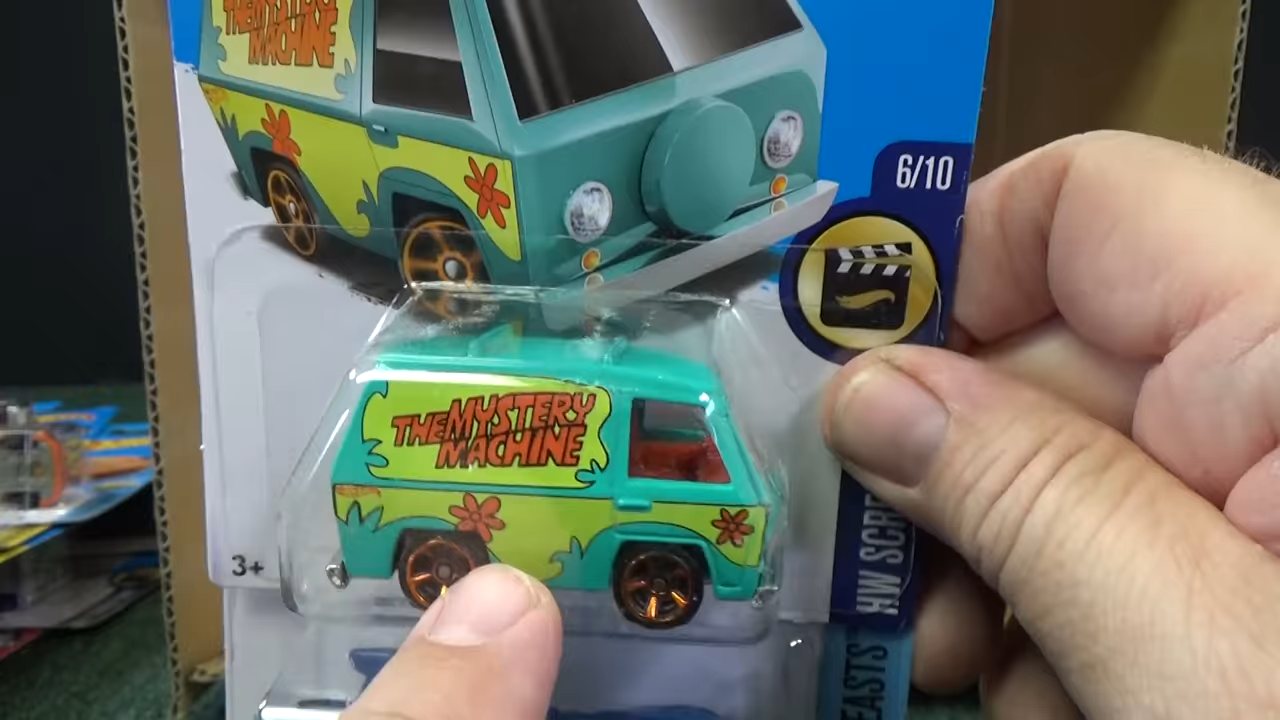 THE MYSTERY
MACHINE
6/10
THE MYSTERY
MACHINE
3+
HW SCRE
EASTS